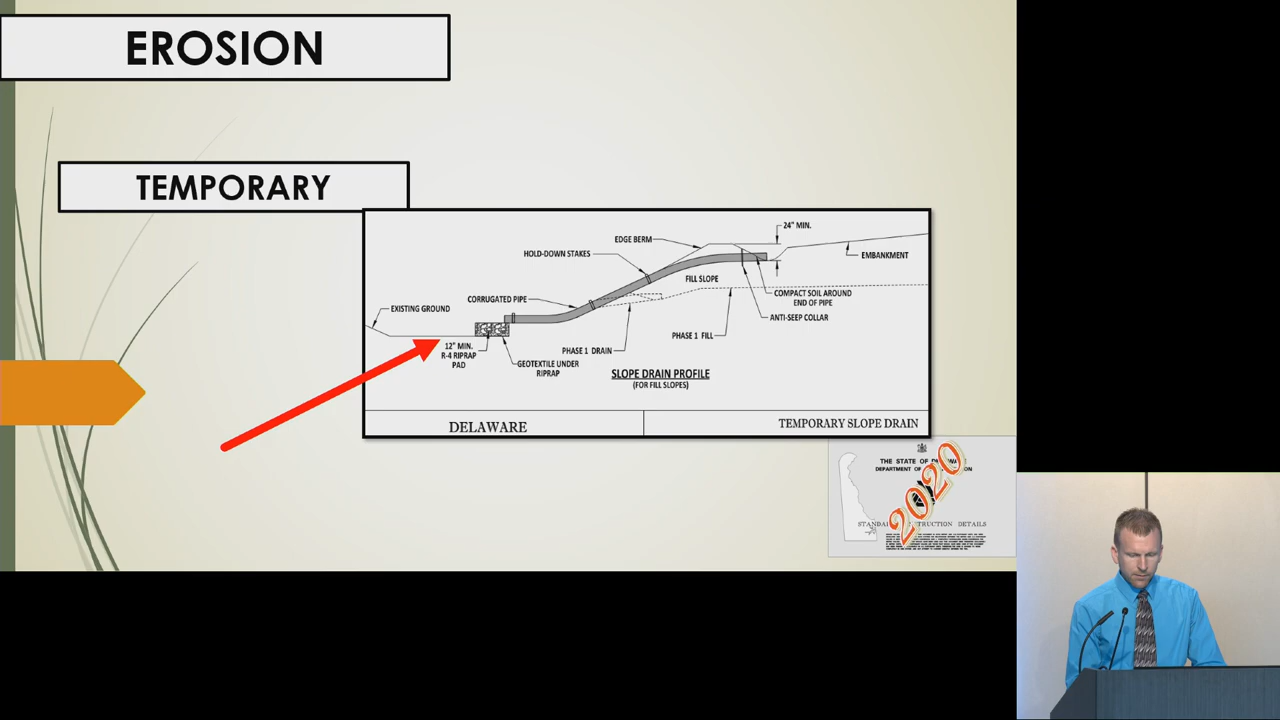 EROSION
TEMPORARY
24" MIN.
EDGE BERM
HOLD-DOWN STAKES
EMBANKMENT
FILL SLOPE
COMPACT SOIL AROUND
END OF PIPE
CORRUGATED PIPE
EXISTING GROUND
ANTI-SEEP COLLAR
PHASE 1 FILL
12" MIN.
R-4 RIPRAP
PAD
PHASE 1 DRAIN
GEOTEXTILE UNDER
RIPRAP
SLOPE DRAIN PROFILE
(FOR FILL SLOPES)
DELAWARE
TEMPORARY SLOPE DRAIN
THE STATE OF
DEPARTMENT OF
2020
DETAILS